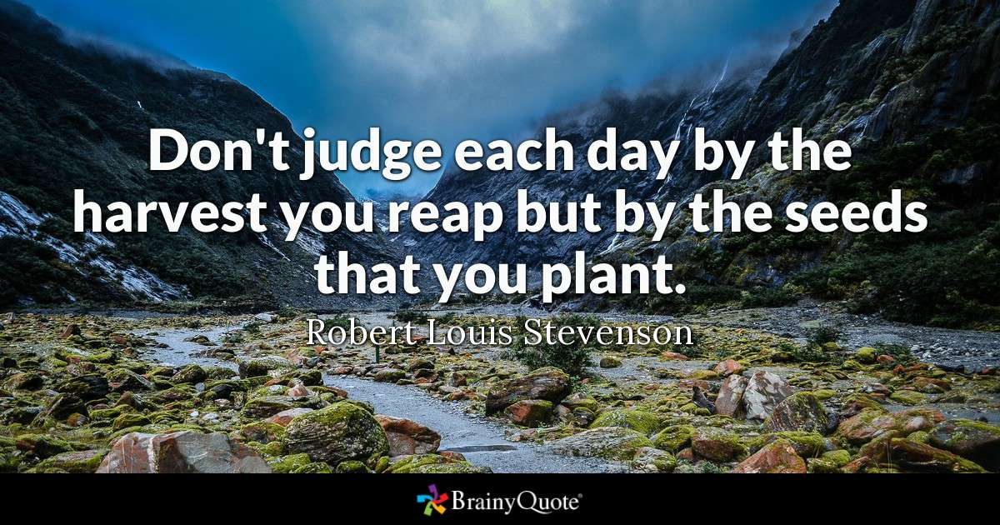 Don't judge each day by the
harvest you reap but by the seeds
that you plant.
Robert Louis Stevenson
BrainyQuote®